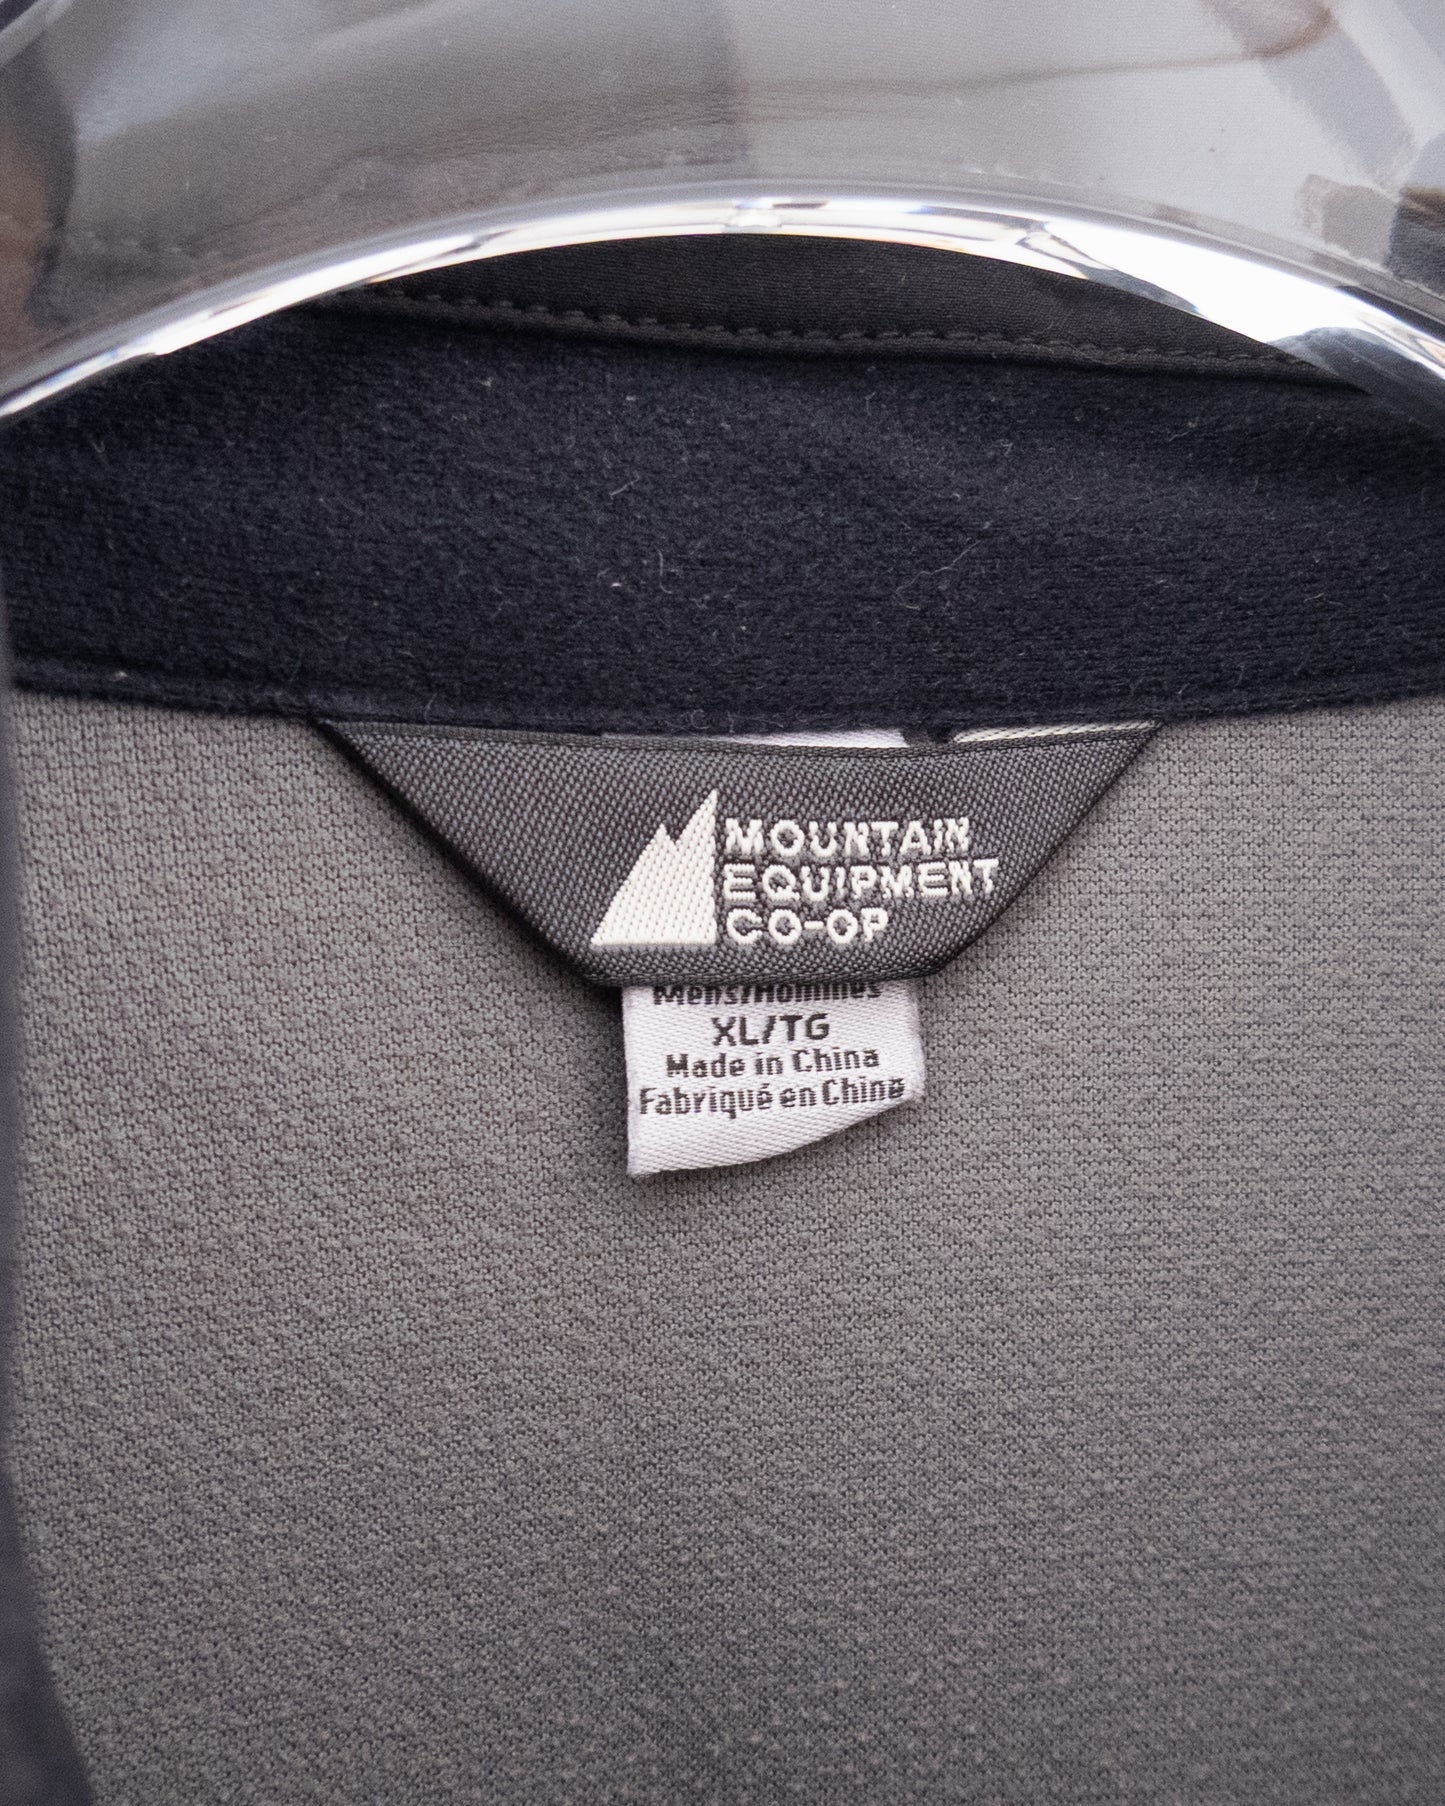 MOUNTAIN
EQUIPMENT
CO-OP
Mens/Hommes
XL/TG
Made in China
Fabriqué en Chine